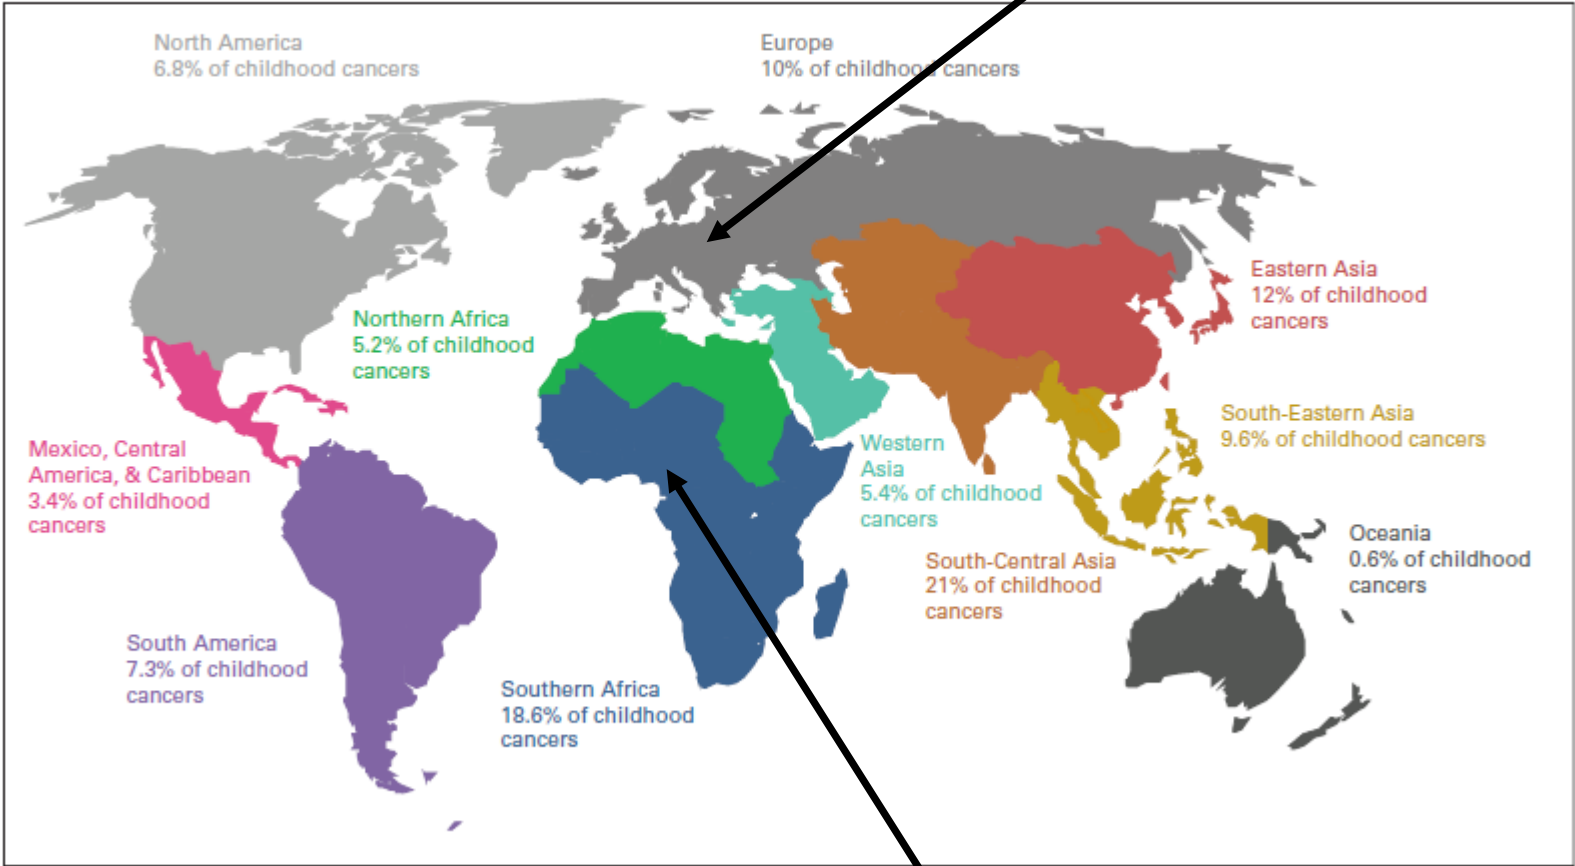 North America
6.8% of childhood cancers
Europe
10% of childhood cancers
Eastern Asia
12% of childhood
cancers
Northern Africa
5.2% of childhood
cancers
South-Eastern Asia
9.6% of childhood cancers
Mexico, Central
America, & Caribbean
3.4% of childhood
cancers
Western
Asia
5.4% of childhood
cancers
Oceania
0.6% of childhood
cancers
South-Central Asia
21% of childhood
cancers
South America
7.3% of childhood
cancers
Southern Africa
18.6% of childhood
cancers